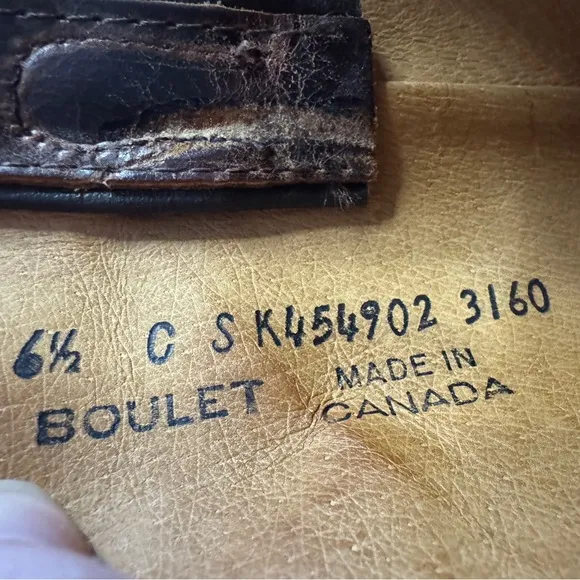 6½ C S K454902 3160
BOULET MADE IN
CANADA